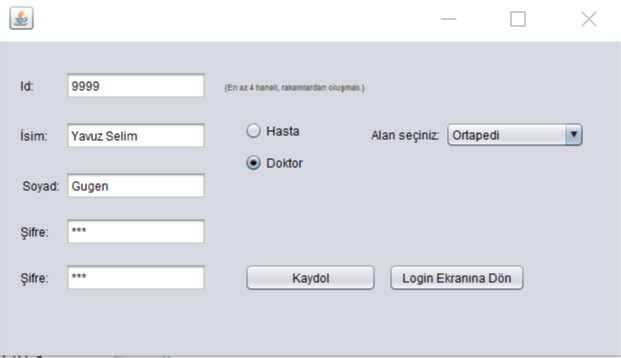 Id: 9999 (En az 4 haneli, rakamlardan oluşmalı.)
İsim: Yavuz Selim Hasta Alan seçiniz: Ortapedi
Doktor
Soyad: Gugen
Şifre: ***
Şifre: *** Kaydol Login Ekranına Dön